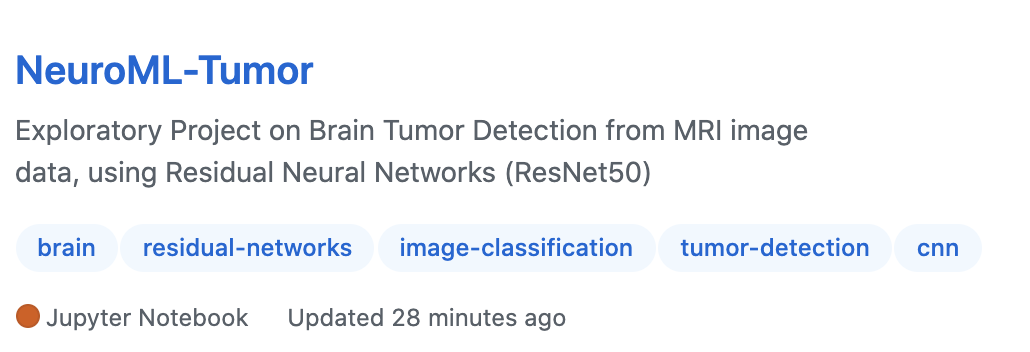 NeuroML-Tumor
Exploratory Project on Brain Tumor Detection from MRI image
data, using Residual Neural Networks (ResNet50)
brain residual-networks image-classification tumor-detection cnn
Jupyter Notebook Updated 28 minutes ago